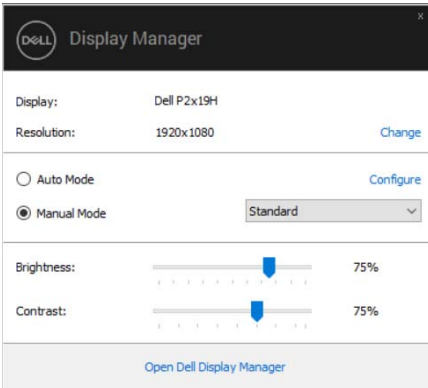 DELL Display Manager
x
Display: Dell P2x19H
Resolution: 1920x1080 Change
Auto Mode Configure
Manual Mode Standard
Brightness: 75%
Contrast: 75%
Open Dell Display Manager